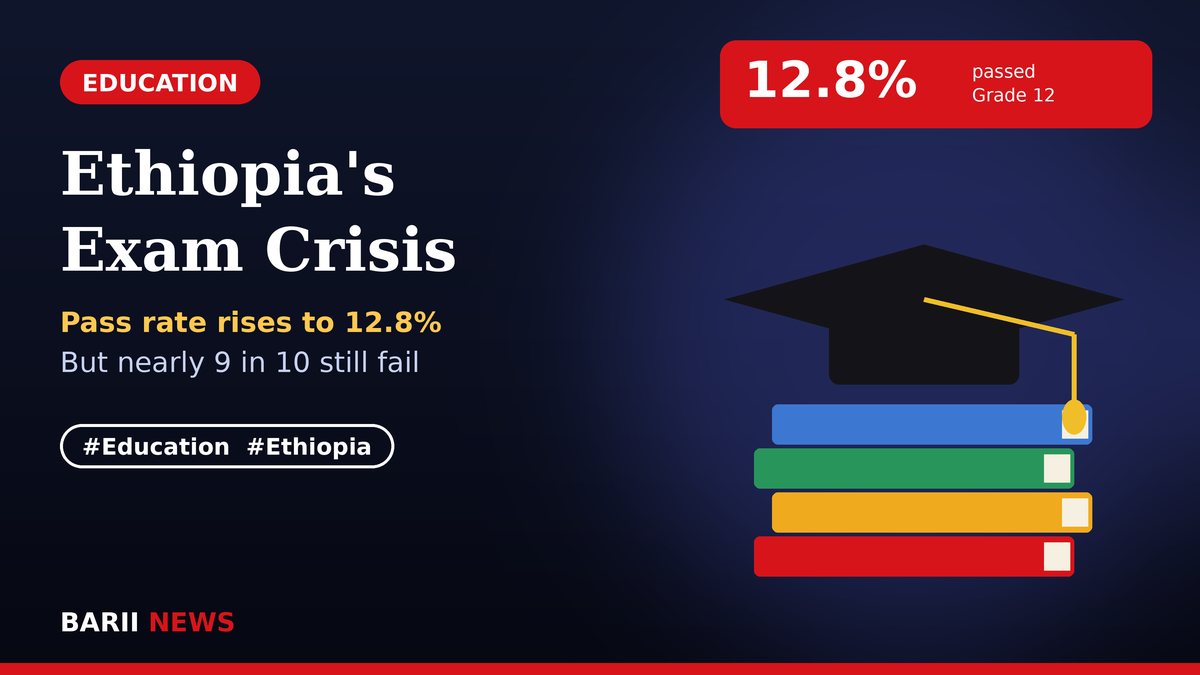 EDUCATION
12.8%
passed
Grade 12
Ethiopia's
Exam Crisis
Pass rate rises to 12.8%
But nearly 9 in 10 still fail
#Education #Ethiopia
BARII NEWS